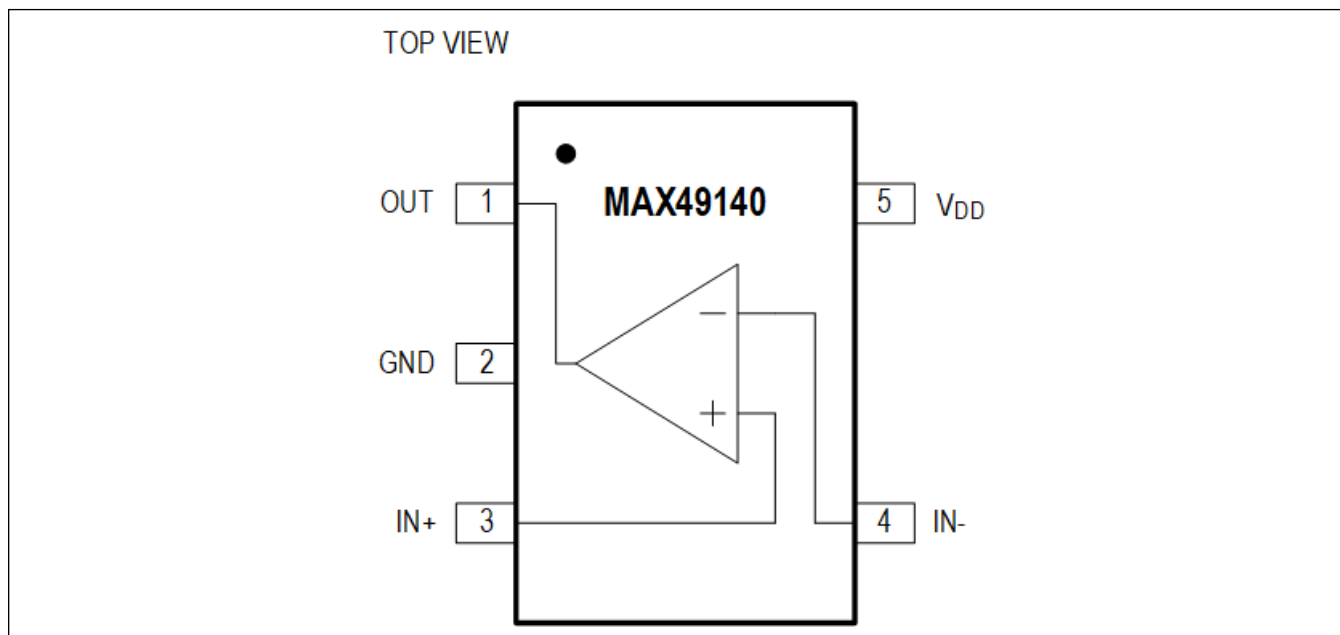 TOP VIEW
MAX49140
OUT 1
5 VDD
GND 2
−
+
IN+ 3
4 IN-